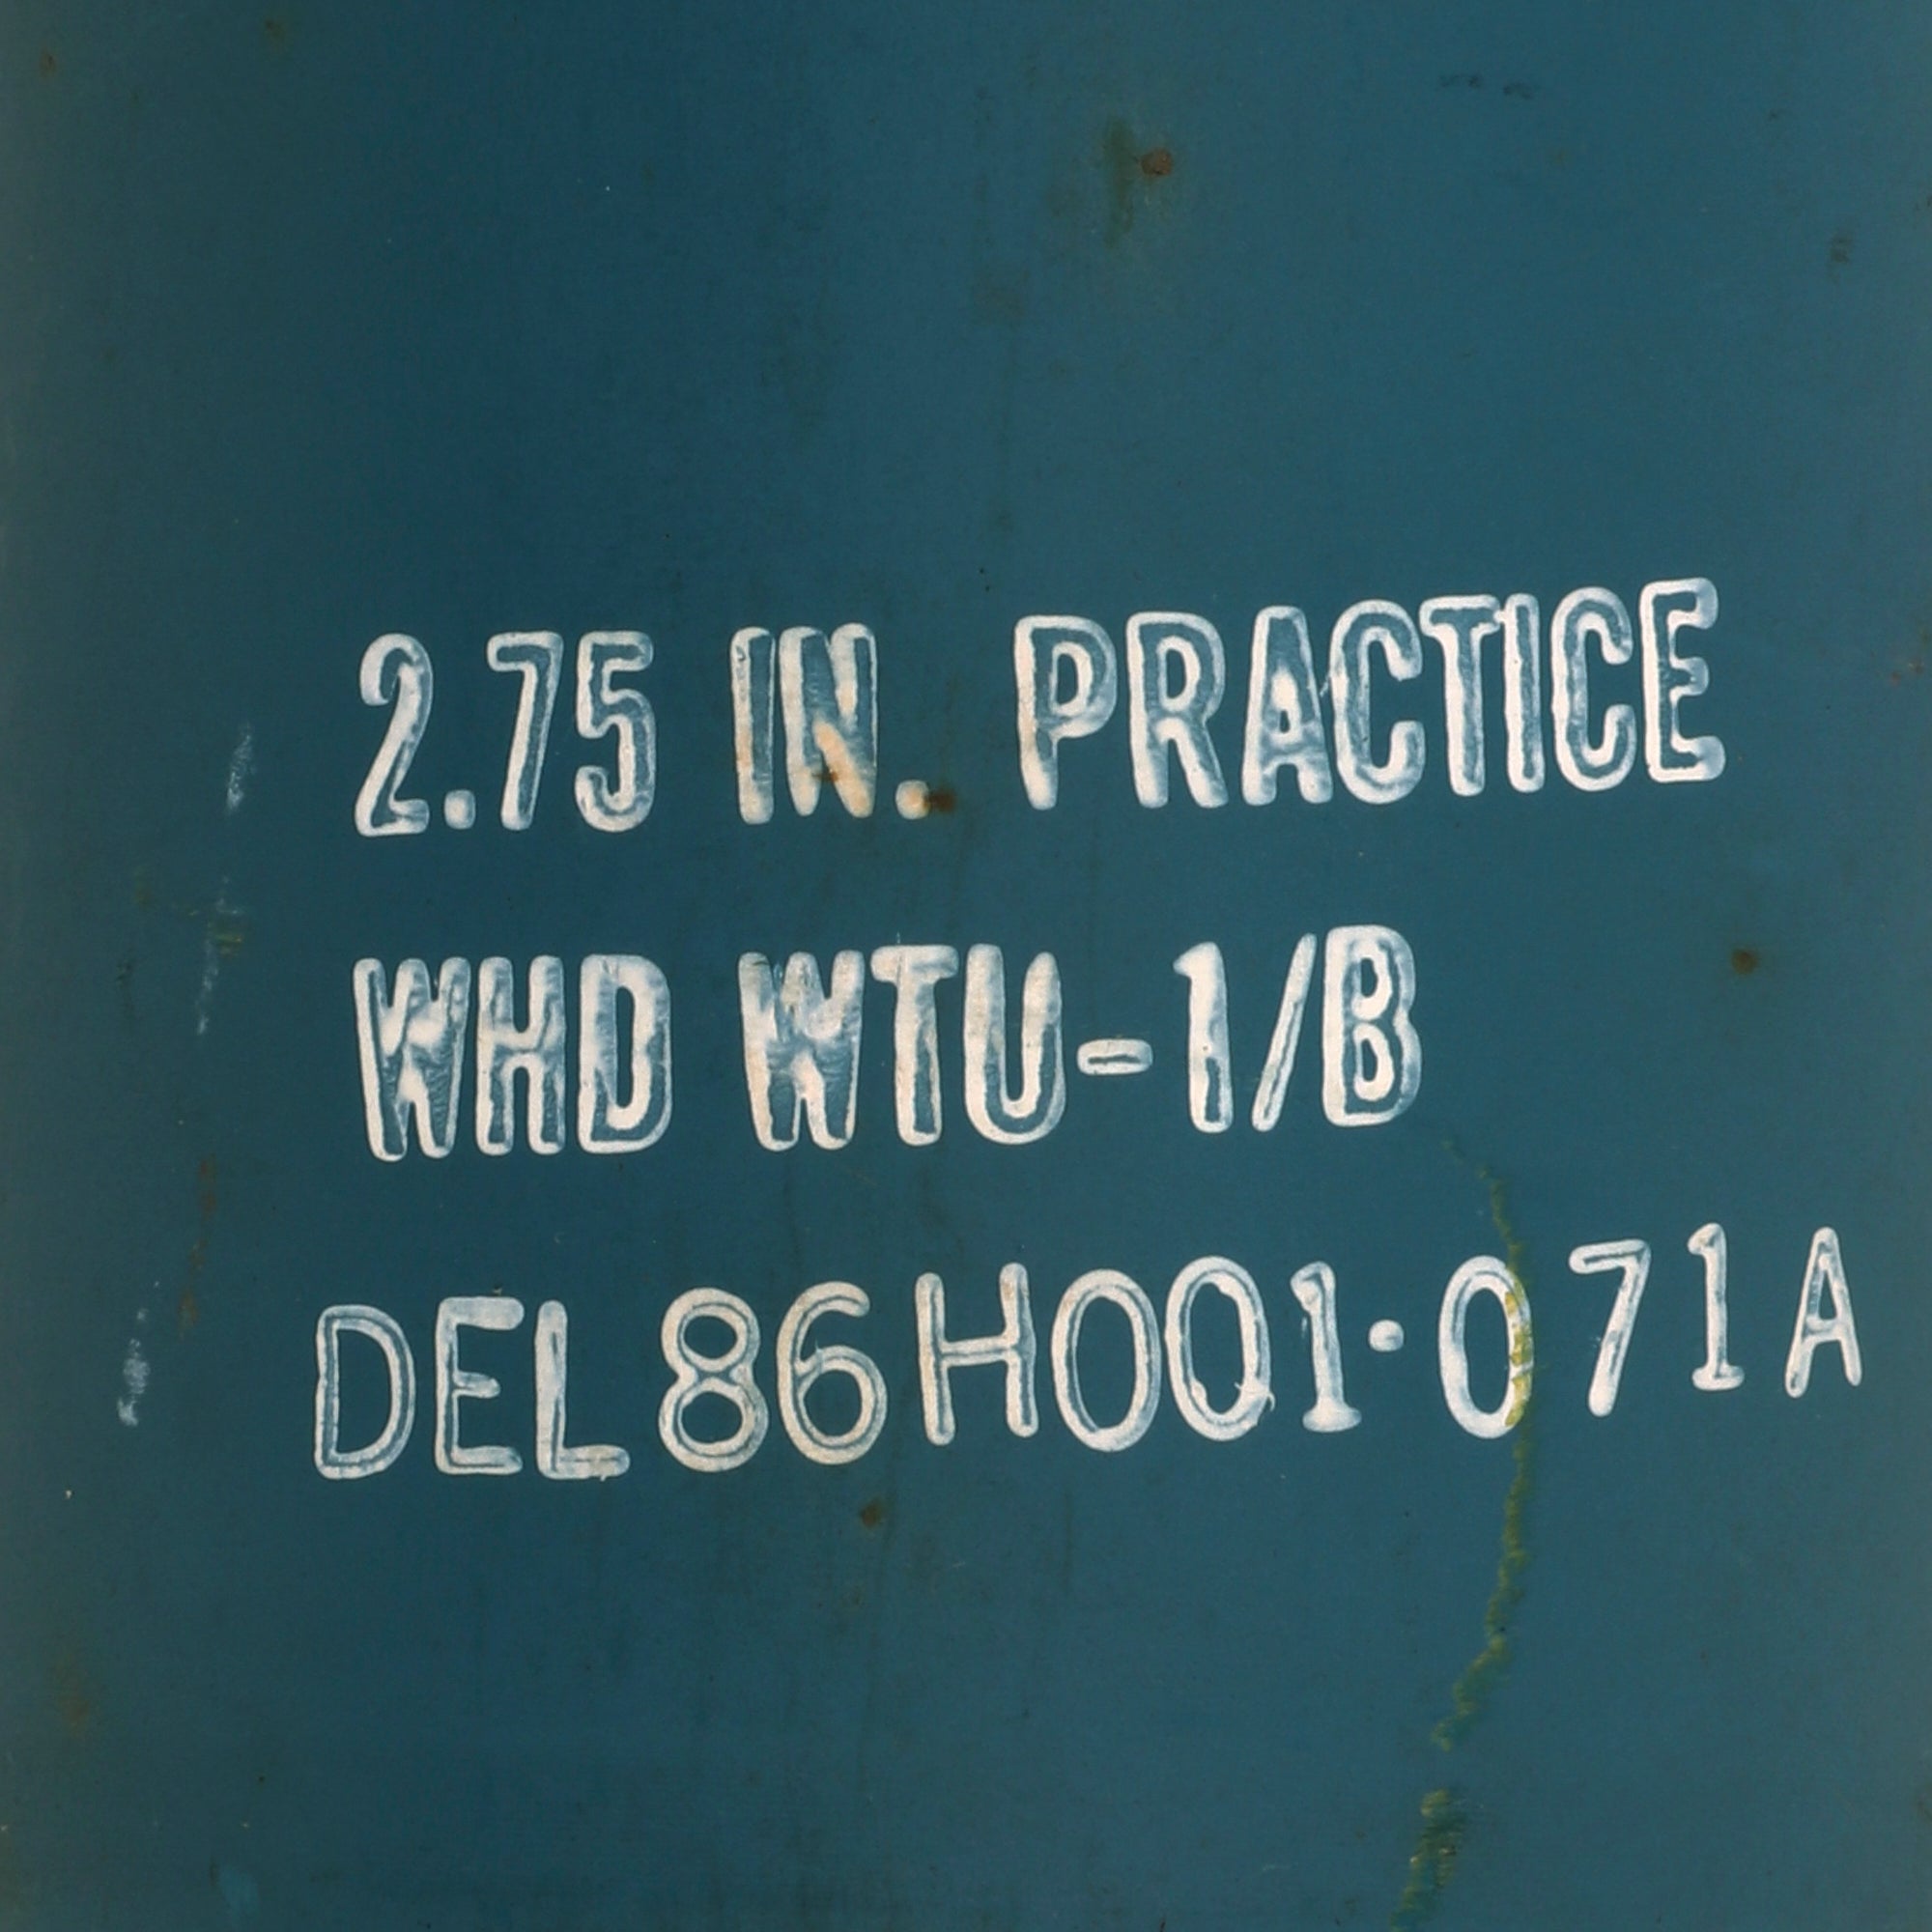 2.75 IN. PRACTICE
WHD WTU-1/B
DEL86H001·071A